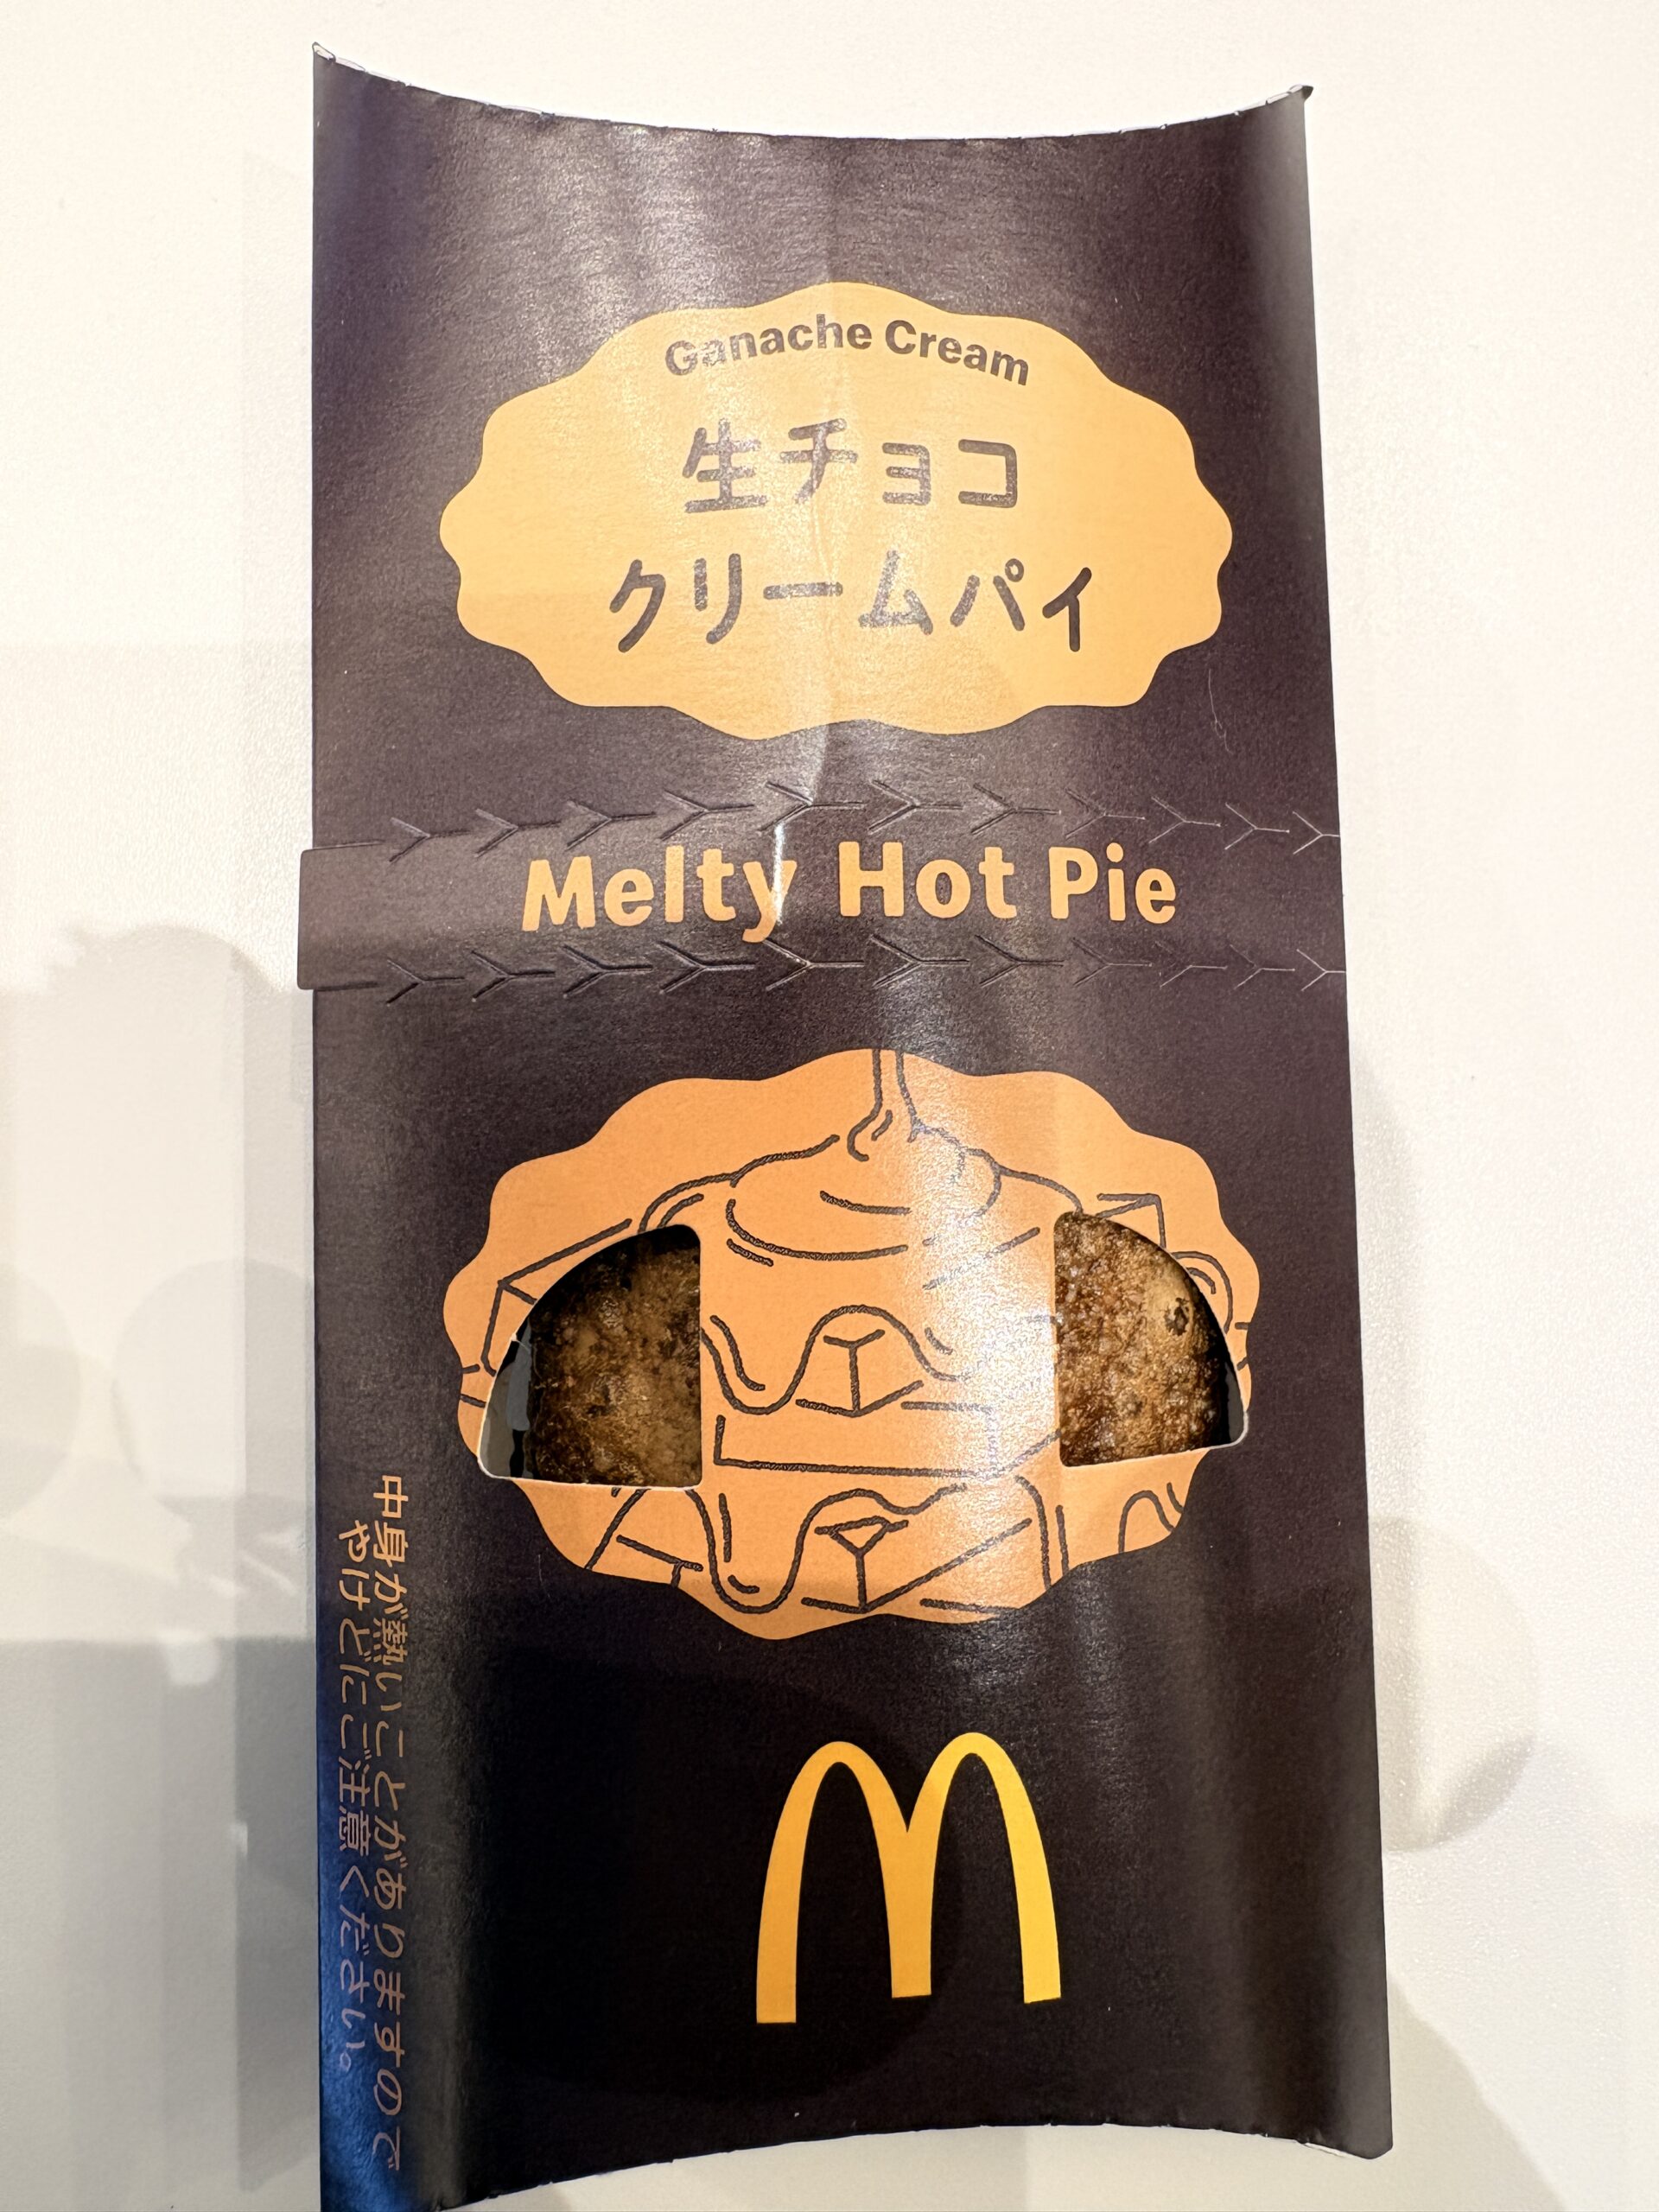 Ganache Cream
生チョコ
クリームパイ
Melty Hot Pie
中身が熱いことがありますので
やけどにご注意ください。